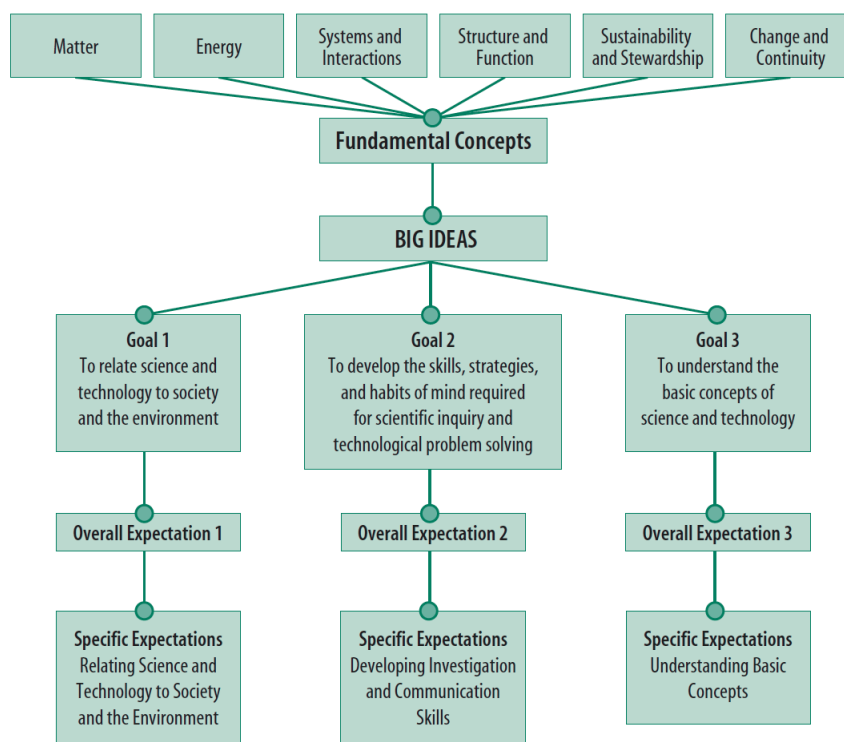 Matter
Energy
Systems and
Interactions
Structure and
Function
Sustainability
and Stewardship
Change and
Continuity
Fundamental Concepts
BIG IDEAS
Goal 1
To relate science and
technology to society
and the environment
Goal 2
To develop the skills, strategies,
and habits of mind required
for scientific inquiry and
technological problem solving
Goal 3
To understand the
basic concepts of
science and technology
Overall Expectation 1
Overall Expectation 2
Overall Expectation 3
Specific Expectations
Relating Science and
Technology to Society
and the Environment
Specific Expectations
Developing Investigation
and Communication
Skills
Specific Expectations
Understanding Basic
Concepts